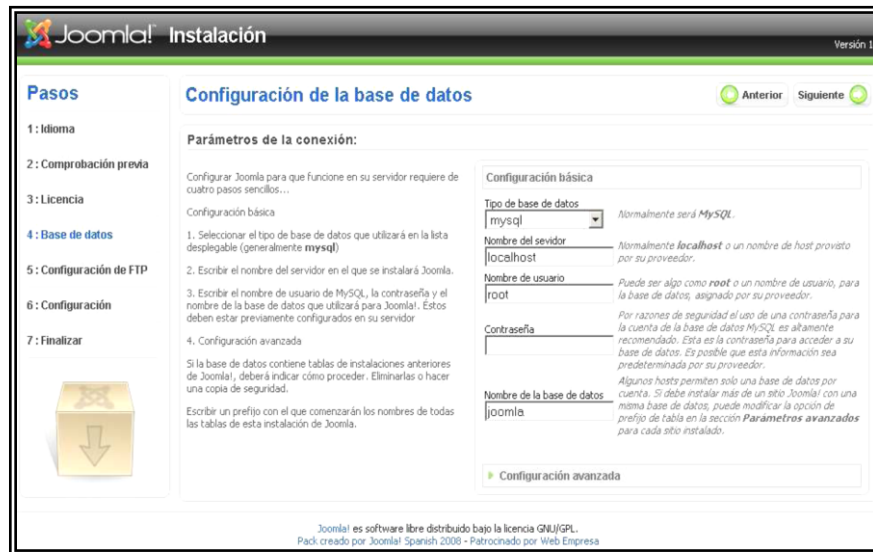 Joomla! Instalación
Versión 1
Pasos
1 : Idioma
2 : Comprobación previa
3 : Licencia
4 : Base de datos
5 : Configuración de FTP
6 : Configuración
7 : Finalizar
Configuración de la base de datos
Anterior Siguiente
Parámetros de la conexión:
Configurar Joomla para que funcione en su servidor requiere de
cuatro pasos sencillos...
Configuración básica
1. Seleccionar el tipo de base de datos que utilizará en la lista
desplegable (generalmente mysql)
2. Escribir el nombre del servidor en el que se instalará Joomla.
3. Escribir el nombre de usuario de MySQL, la contraseña y el
nombre de la base de datos que utilizará para Joomla!. Éstos
deben estar previamente configurados en su servidor
4. Configuración avanzada
Si la base de datos contiene tablas de instalaciones anteriores
de Joomla!, deberá indicar cómo proceder. Eliminarlas o hacer
una copia de seguridad.
Escribir un prefijo con el que comenzarán los nombres de todas
las tablas de esta instalación de Joomla.
Configuración básica
Tipo de base de datos
mysql
Normalmente será MySQL.
Nombre del sevidor
localhost
Normalmente localhost o un nombre de host provisto
por su proveedor.
Nombre de usuario
root
Puede ser algo como root o un nombre de usuario, para
la base de datos, asignado por su proveedor.
Contraseña
Por razones de seguridad el uso de una contraseña para
la cuenta de la base de datos MySQL es altamente
recomendado. Esta es la contraseña para acceder a su
base de datos. Es posible que esta información sea
predeterminada por su proveedor.
Nombre de la base de datos
joomla
Algunos hosts permiten solo una base de datos por
cuenta. Si debe instalar más de un sitio Joomla! con una
misma base de datos, puede modificar la opción de
prefijo de tabla en la sección Parámetros avanzados
para cada sitio instalado.
Configuración avanzada
Joomla! es software libre distribuido bajo la licencia GNU/GPL.
Pack creado por Joomla! Spanish 2008 - Patrocinado por Web Empresa